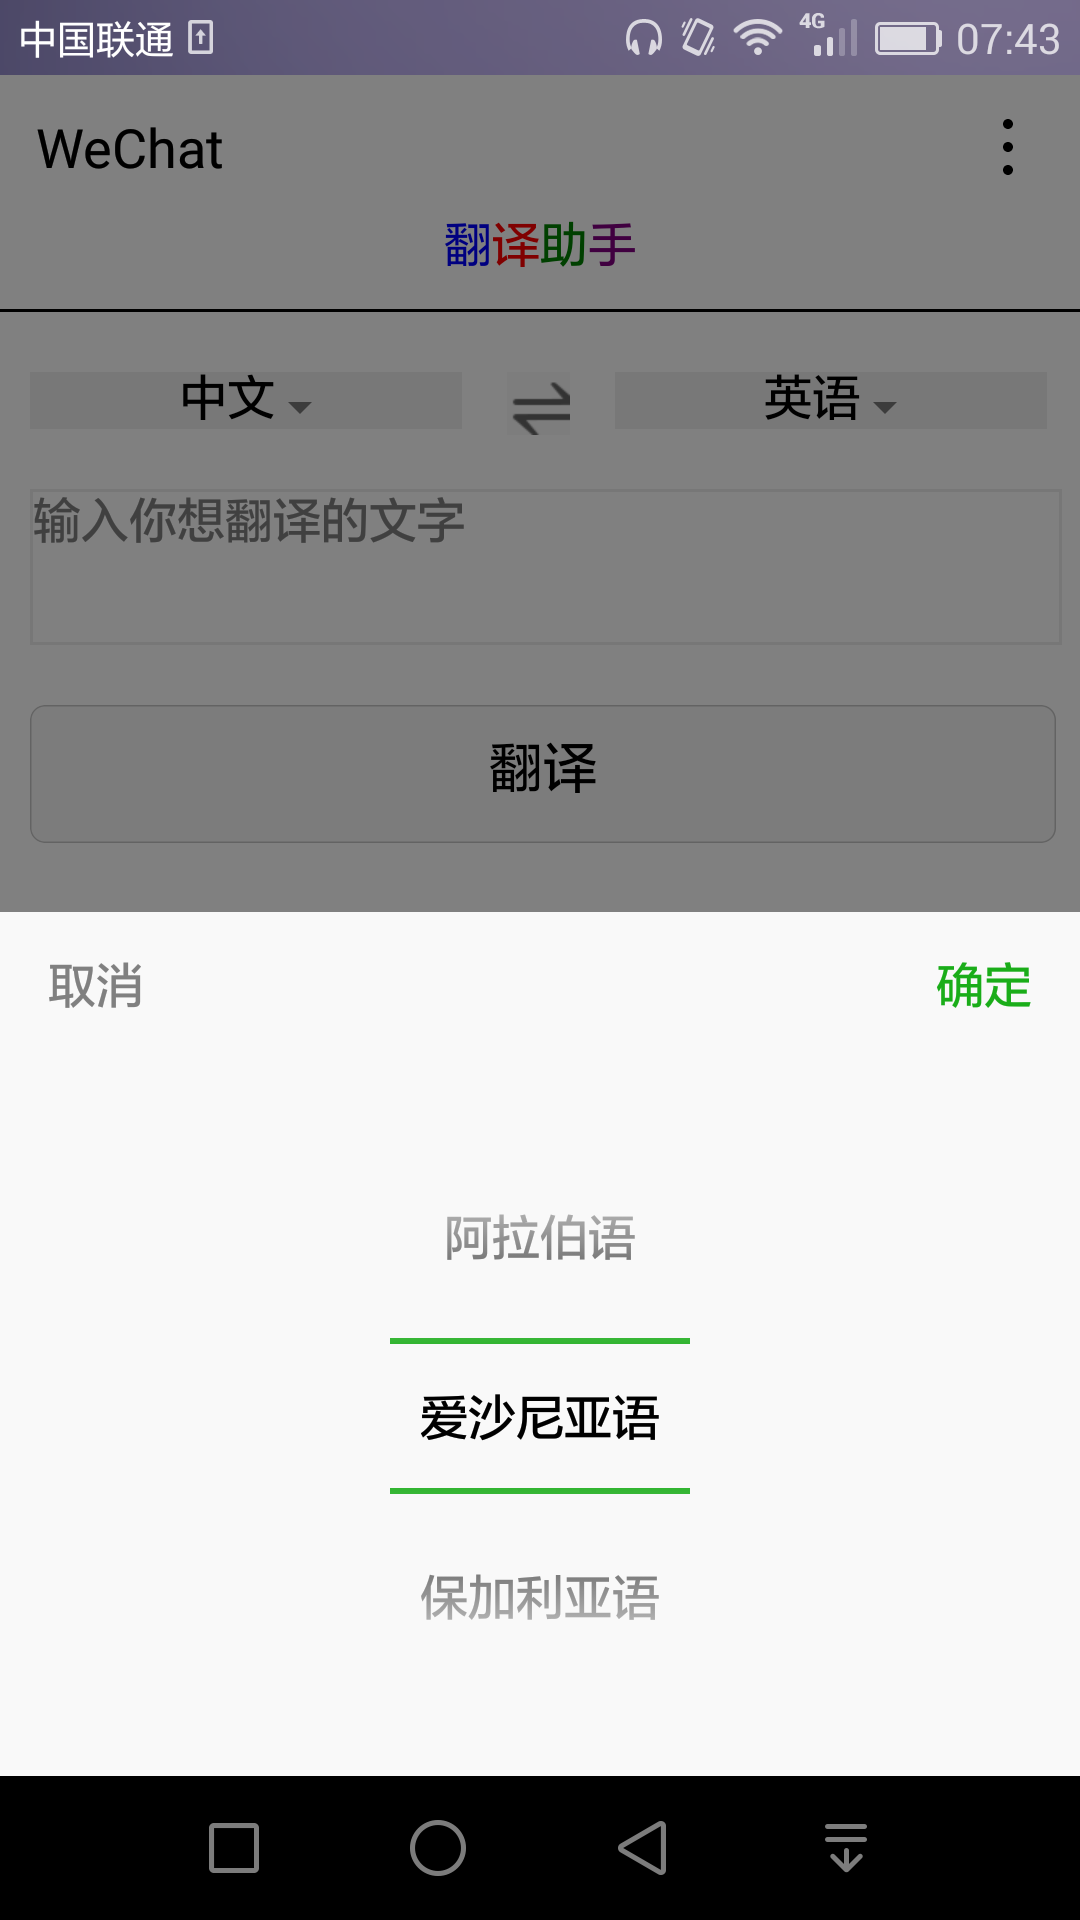 中国联通 4G 07:43
WeChat
翻译助手
中文 英语
输入你想翻译的文字
翻译
取消 确定
阿拉伯语
爱沙尼亚语
保加利亚语